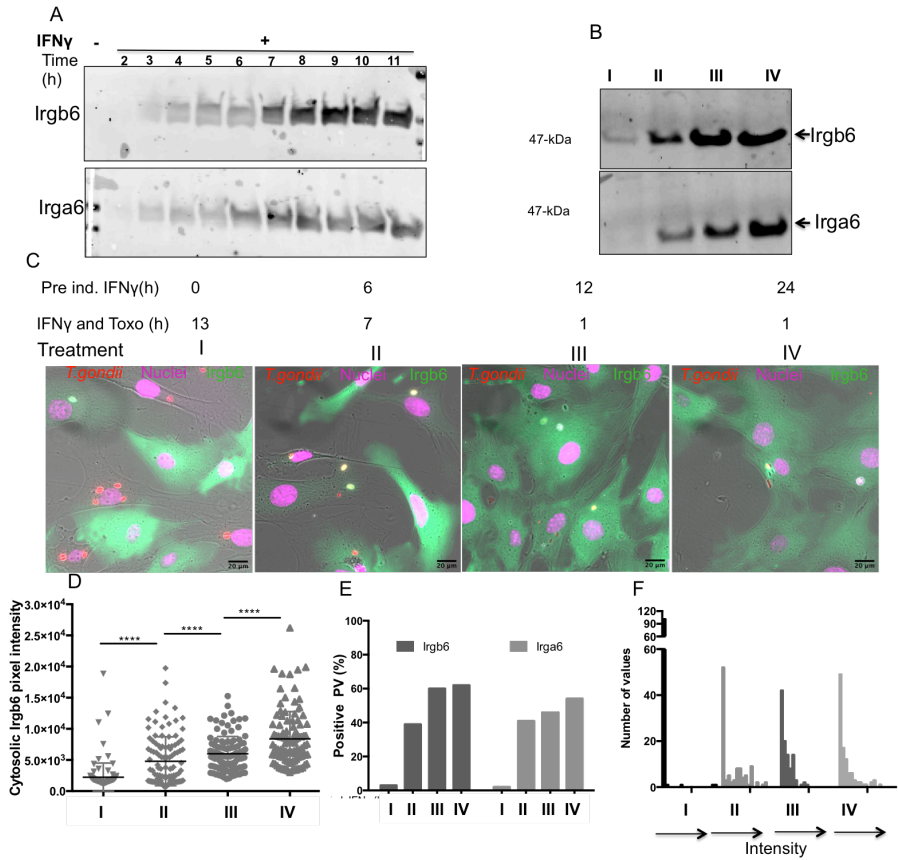 A
IFNγ - +
Time (h) 2 3 4 5 6 7 8 9 10 11
Irgb6
Irga6
B
I II III IV
47-kDa Irgb6
47-kDa Irga6
C
Pre ind. IFNγ(h) 0 6 12 24
IFNγ and Toxo (h) 13 7 1 1
Treatment I II III IV
T.gondii Nuclei Irgb6 T.gondii Nuclei Irgb6 T.gondii Nuclei Irgb6 T.gondii Nuclei Irgb6
20 µm 20 µm 20 µm 20 µm
D
Cytosolic Irgb6 pixel intensity
3.0×10⁴
2.5×10⁴
2.0×10⁴
1.5×10⁴
1.0×10⁴
5.0×10³
0.0
**** **** ****
I II III IV
E
Positive PV (%)
100
80
60
40
20
0
Irgb6 Irga6
I II III IV I II III IV
F
Number of values
120
90
60
60
40
20
0
I II III IV
Intensity